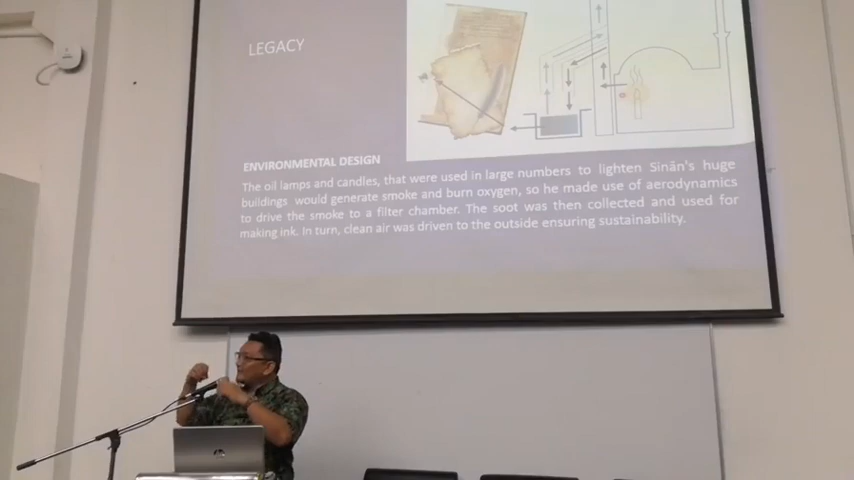 LEGACY
ENVIRONMENTAL DESIGN
The oil lamps and candles, that were used in large numbers to lighten Sinān's huge
buildings would generate smoke and burn oxygen, so he made use of aerodynamics
to drive the smoke to a filter chamber. The soot was then collected and used for
making ink. In turn, clean air was driven to the outside ensuring sustainability.
hp